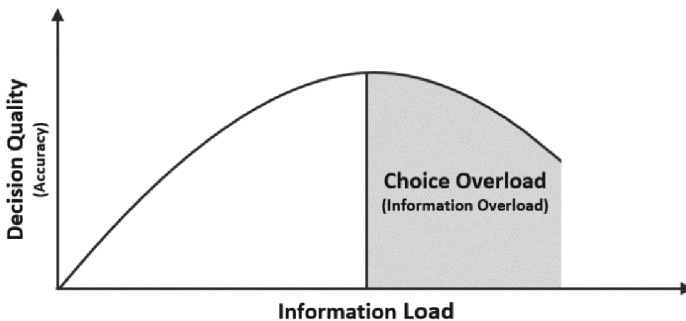 Decision Quality
(Accuracy)
Choice Overload
(Information Overload)
Information Load